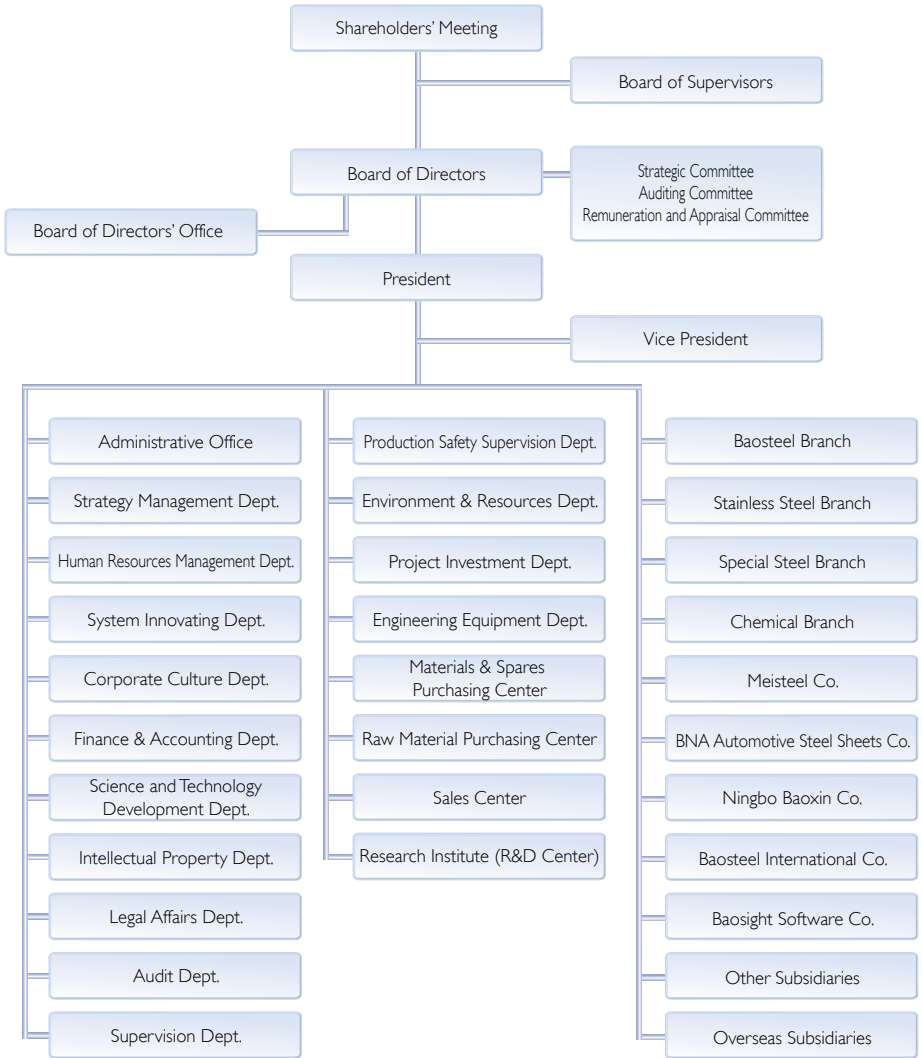 Shareholders’ Meeting
Board of Supervisors
Board of Directors
Strategic Committee
Auditing Committee
Remuneration and Appraisal Committee
Board of Directors’ Office
President
Vice President
Administrative Office
Strategy Management Dept.
Human Resources Management Dept.
System Innovating Dept.
Corporate Culture Dept.
Finance & Accounting Dept.
Science and Technology
Development Dept.
Intellectual Property Dept.
Legal Affairs Dept.
Audit Dept.
Supervision Dept.
Production Safety Supervision Dept.
Environment & Resources Dept.
Project Investment Dept.
Engineering Equipment Dept.
Materials & Spares
Purchasing Center
Raw Material Purchasing Center
Sales Center
Research Institute (R&D Center)
Baosteel Branch
Stainless Steel Branch
Special Steel Branch
Chemical Branch
Meisteel Co.
BNA Automotive Steel Sheets Co.
Ningbo Baoxin Co.
Baosteel International Co.
Baosight Software Co.
Other Subsidiaries
Overseas Subsidiaries